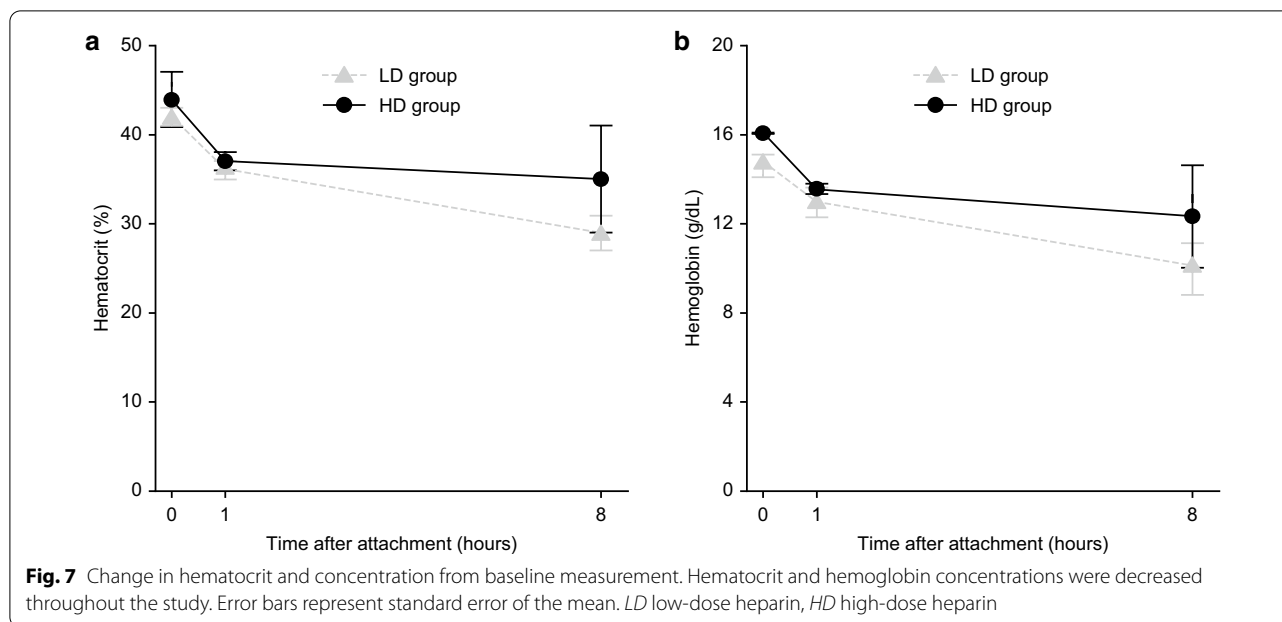 a
50
40
30
20
10
0
Hematocrit (%)
LD group
HD group
0 1 8
Time after attachment (hours)
b
20
16
12
8
4
0
Hemoglobin (g/dL)
LD group
HD group
0 1 8
Time after attachment (hours)
Fig. 7 Change in hematocrit and concentration from baseline measurement. Hematocrit and hemoglobin concentrations were decreased
throughout the study. Error bars represent standard error of the mean. LD low-dose heparin, HD high-dose heparin